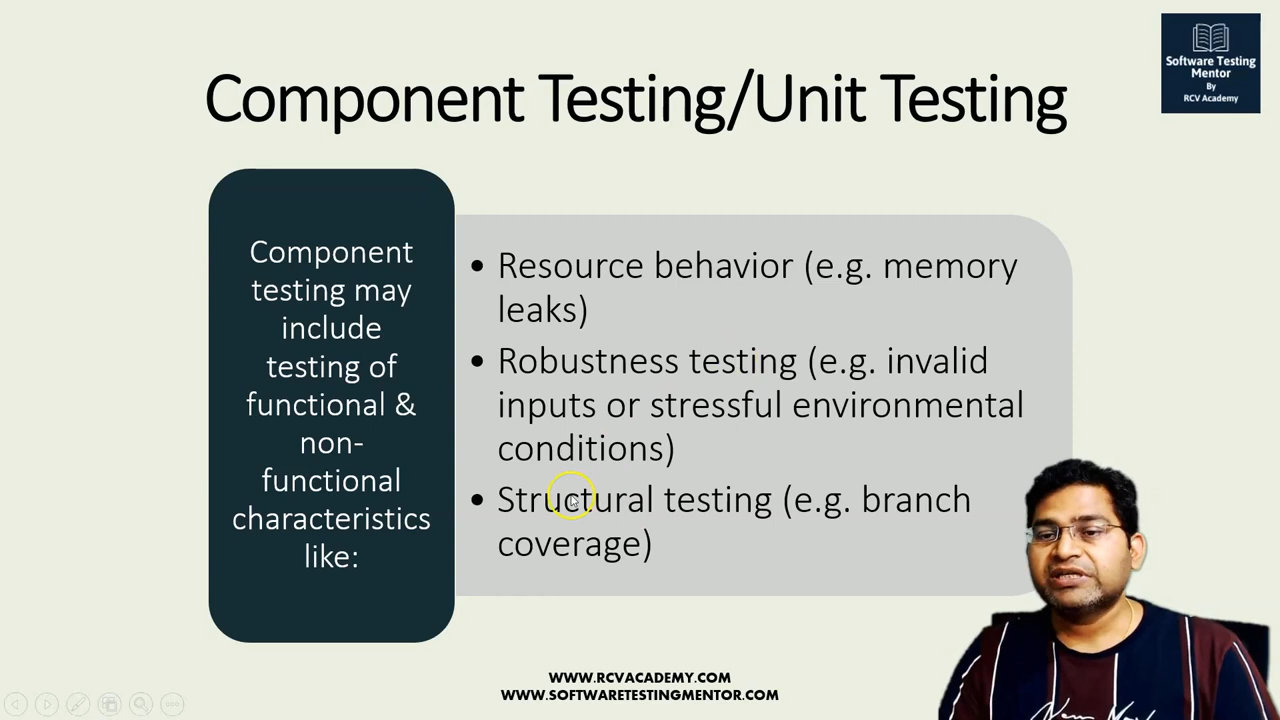 Software Testing
Mentor
By
RCV Academy
Component Testing/Unit Testing
Component
testing may
include
testing of
functional &
non-
functional
characteristics
like:
• Resource behavior (e.g. memory
leaks)
• Robustness testing (e.g. invalid
inputs or stressful environmental
conditions)
• Structural testing (e.g. branch
coverage)
WWW.RCVACADEMY.COM
WWW.SOFTWARETESTINGMENTOR.COM